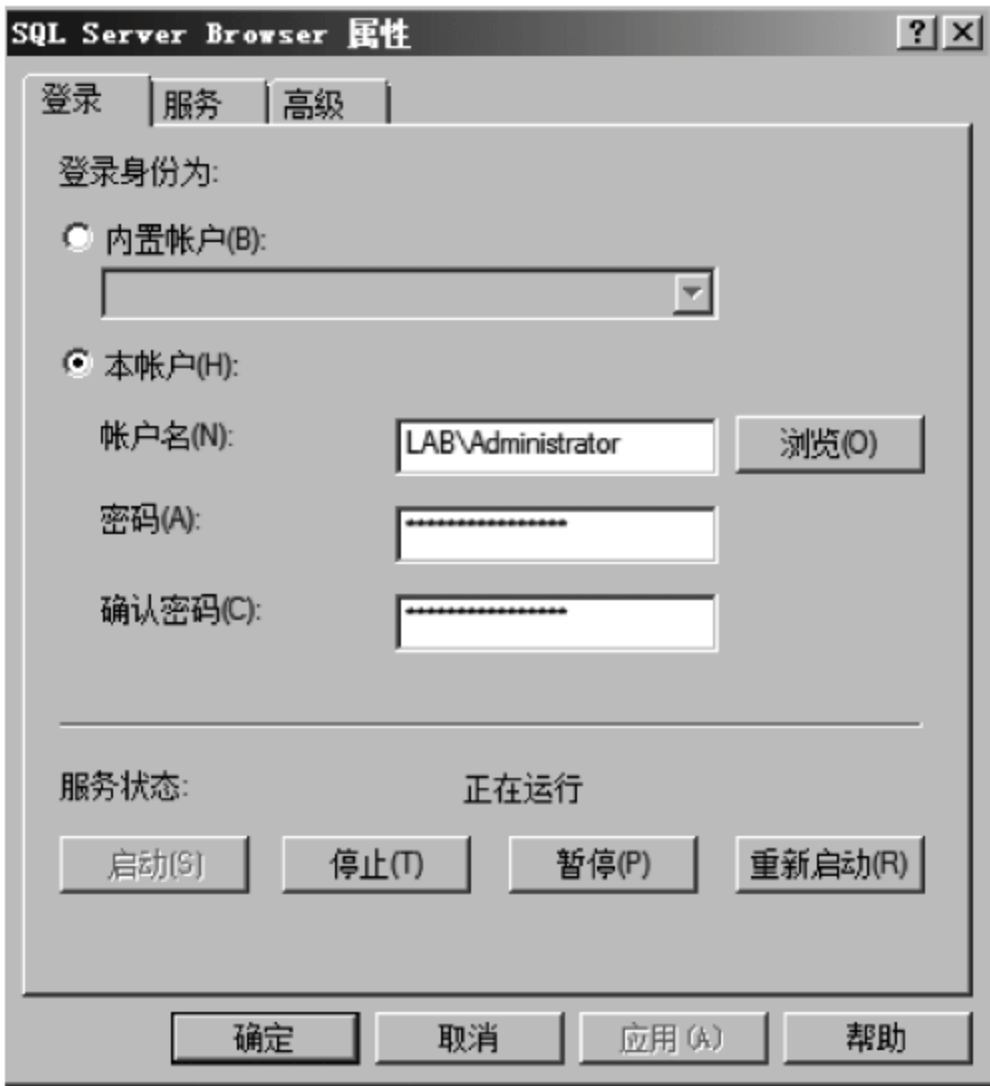 SQL Server Browser 属性
登录 服务 高级
登录身份为:
内置帐户(B):
本帐户(H):
帐户名(N): LAB\Administrator 浏览(O)
密码(A): ****************
确认密码(C): ****************
服务状态: 正在运行
启动(S) 停止(T) 暂停(P) 重新启动(R)
确定 取消 应用(A) 帮助